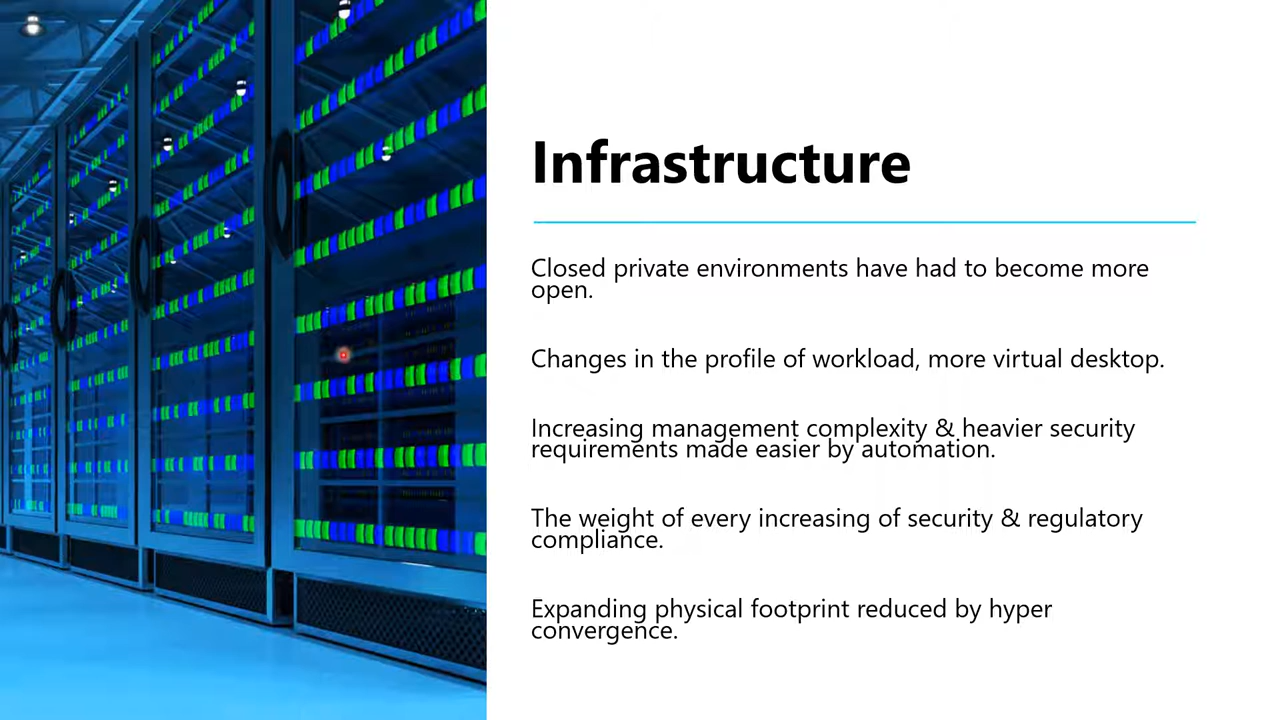 Infrastructure
Closed private environments have had to become more
open.
Changes in the profile of workload, more virtual desktop.
Increasing management complexity & heavier security
requirements made easier by automation.
The weight of every increasing of security & regulatory
compliance.
Expanding physical footprint reduced by hyper
convergence.